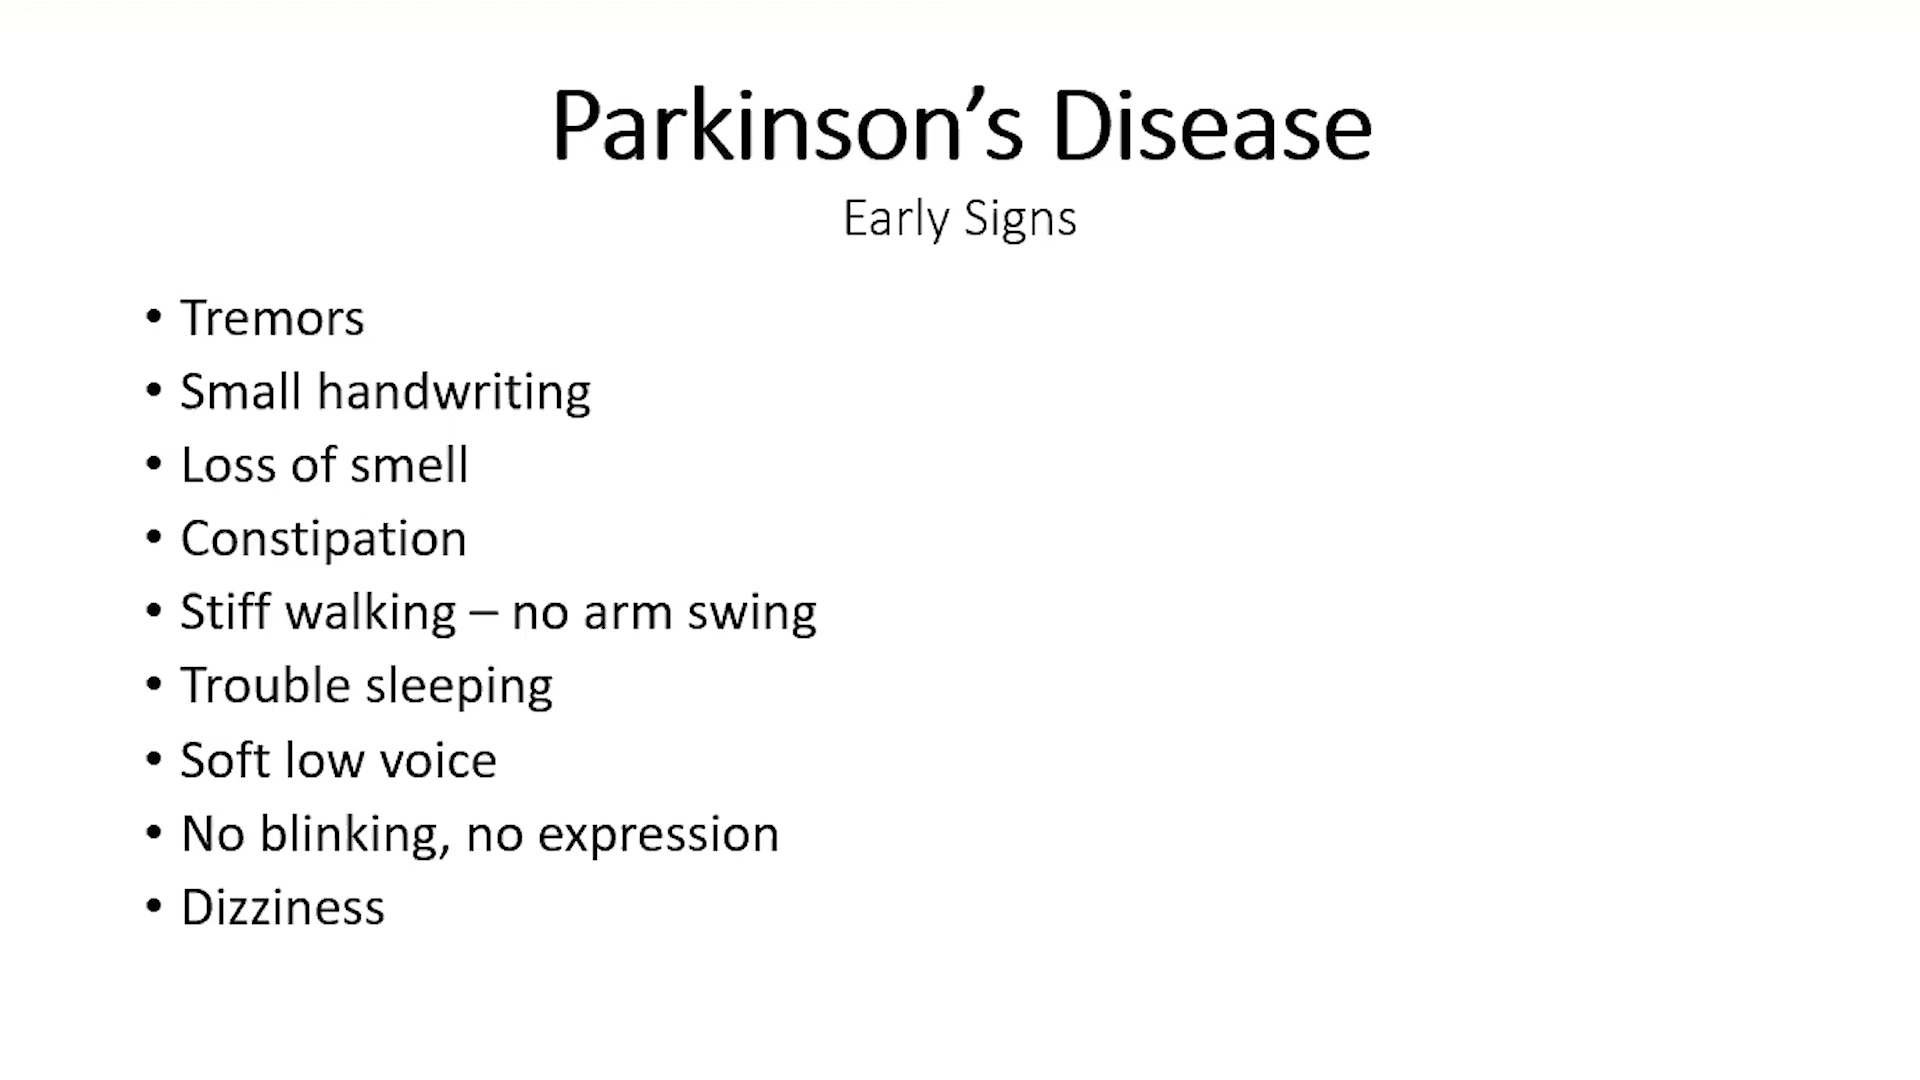 Parkinson’s Disease
Early Signs
• Tremors
• Small handwriting
• Loss of smell
• Constipation
• Stiff walking – no arm swing
• Trouble sleeping
• Soft low voice
• No blinking, no expression
• Dizziness